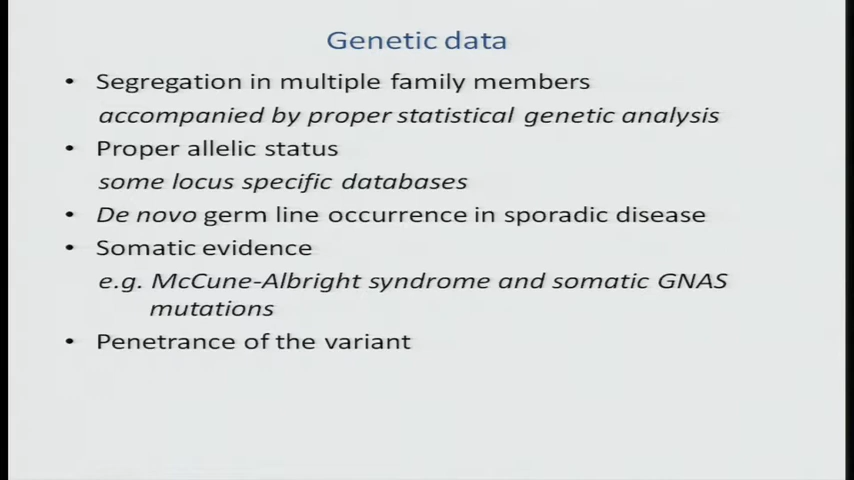 Genetic data
• Segregation in multiple family members
accompanied by proper statistical genetic analysis
• Proper allelic status
some locus specific databases
• De novo germ line occurrence in sporadic disease
• Somatic evidence
e.g. McCune-Albright syndrome and somatic GNAS
mutations
• Penetrance of the variant